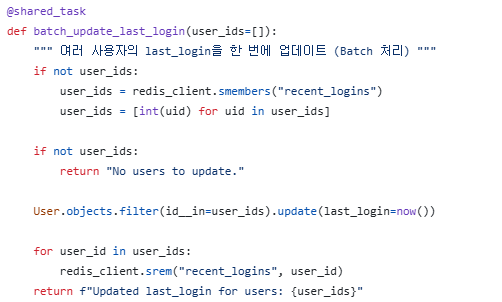 @shared_task
def batch_update_last_login(user_ids=[]):
    """ 여러 사용자의 last_login을 한 번에 업데이트 (Batch 처리) """
    if not user_ids:
        user_ids = redis_client.smembers("recent_logins")
        user_ids = [int(uid) for uid in user_ids]

    if not user_ids:
        return "No users to update."

    User.objects.filter(id__in=user_ids).update(last_login=now())

    for user_id in user_ids:
        redis_client.srem("recent_logins", user_id)
    return f"Updated last_login for users: {user_ids}"